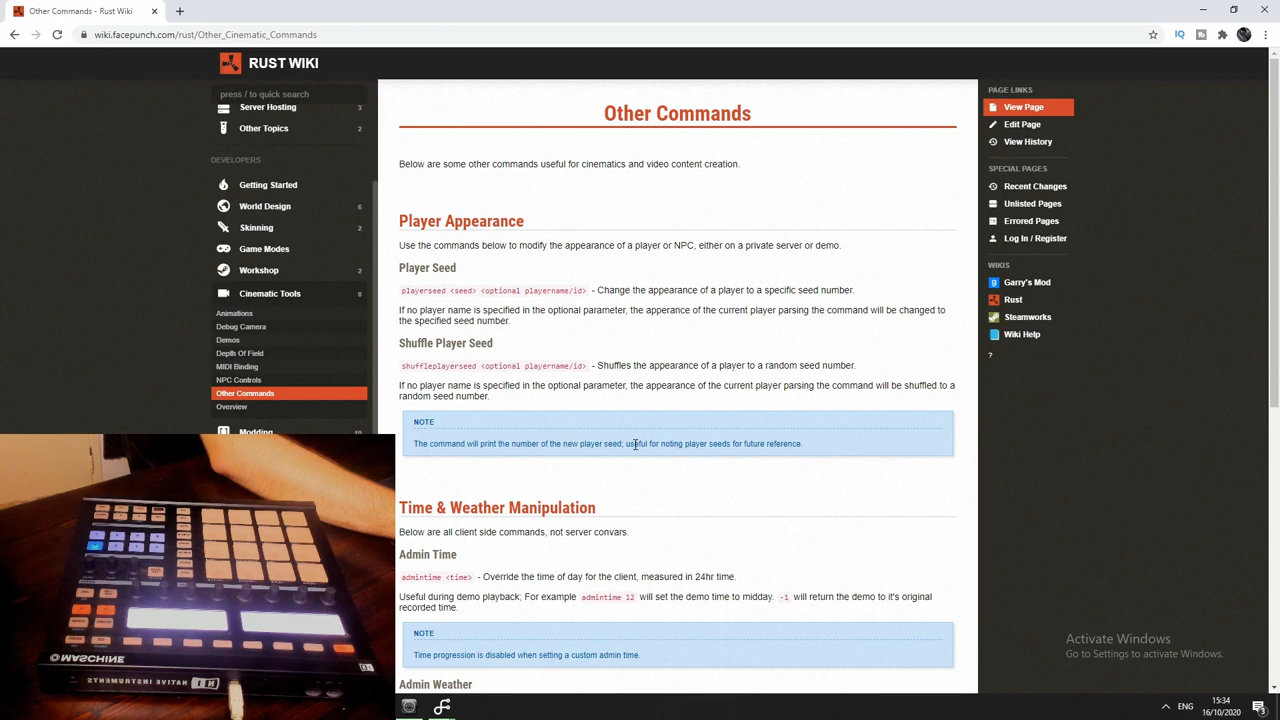 Other Commands - Rust Wiki
wiki.facepunch.com/rust/Other_Cinematic_Commands
RUST WIKI
press / to quick search
Server Hosting 3
Other Topics 2
DEVELOPERS
Getting Started
World Design 6
Skinning 2
Game Modes
Workshop 2
Cinematic Tools 8
Animations
Debug Camera
Demos
Depth Of Field
MIDI Binding
NPC Controls
Other Commands
Overview
Modding 10
Other Commands
Below are some other commands useful for cinematics and video content creation.
Player Appearance
Use the commands below to modify the appearance of a player or NPC, either on a private server or demo.
Player Seed
playerseed <seed> <optional playername/id> - Change the appearance of a player to a specific seed number.
If no player name is specified in the optional parameter, the apperance of the current player parsing the command will be changed to
the specified seed number.
Shuffle Player Seed
shuffleplayerseed <optional playername/id> - Shuffles the appearance of a player to a random seed number.
If no player name is specified in the optional parameter, the appearance of the current player parsing the command will be shuffled to a
random seed number.
NOTE
The command will print the number of the new player seed; useful for noting player seeds for future reference.
Time & Weather Manipulation
Below are all client side commands, not server convars.
Admin Time
admintime <time> - Override the time of day for the client, measured in 24hr time.
Useful during demo playback; For example admintime 12 will set the demo time to midday. -1 will return the demo to it's original
recorded time.
NOTE
Time progression is disabled when setting a custom admin time.
Admin Weather
PAGE LINKS
View Page
Edit Page
View History
SPECIAL PAGES
Recent Changes
Unlisted Pages
Errored Pages
Log In / Register
WIKIS
g Garry's Mod
Rust
Steamworks
Wiki Help
?
Activate Windows
Go to Settings to activate Windows.
MASCHINE
NATIVE INSTRUMENTS
ENG
15:34
16/10/2020
3